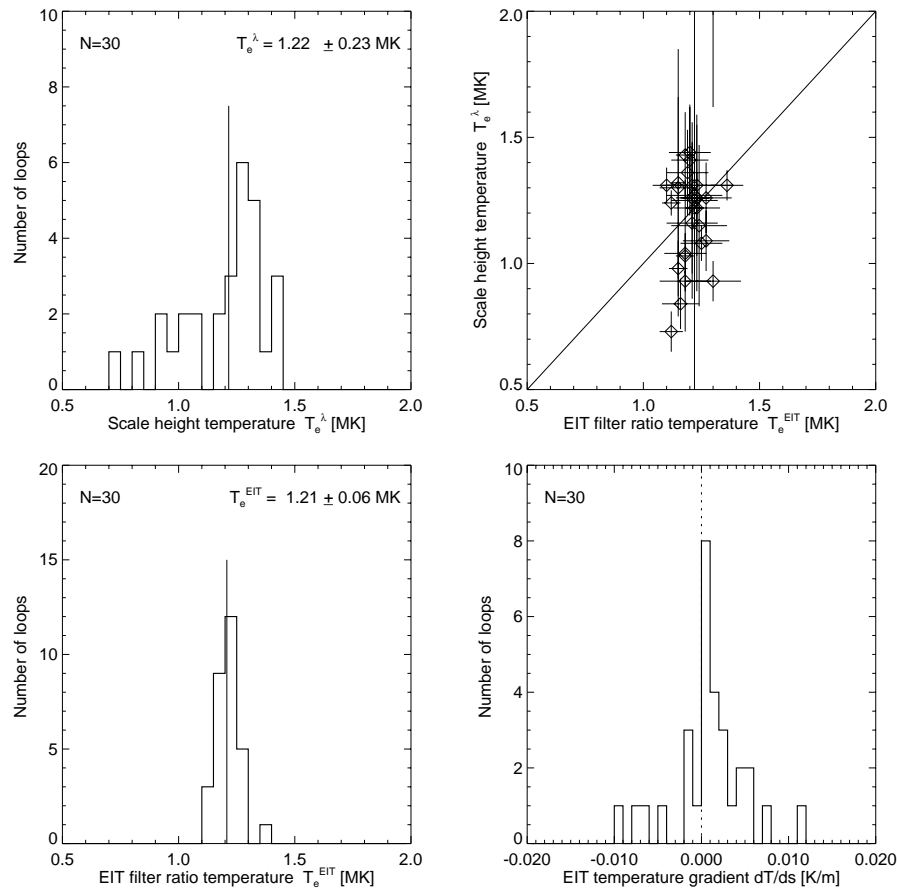 10
8
6
4
2
0
Number of loops
N=30
T_e^λ = 1.22 ± 0.23 MK
0.5 1.0 1.5 2.0
Scale height temperature T_e^λ [MK]
2.0
1.5
1.0
0.5
Scale height temperature T_e^λ [MK]
0.5 1.0 1.5 2.0
EIT filter ratio temperature T_e^EIT [MK]
20
15
10
5
0
Number of loops
N=30
T_e^EIT = 1.21 ± 0.06 MK
0.5 1.0 1.5 2.0
EIT filter ratio temperature T_e^EIT [MK]
10
8
6
4
2
0
Number of loops
N=30
-0.020 -0.010 0.000 0.010 0.020
EIT temperature gradient dT/ds [K/m]